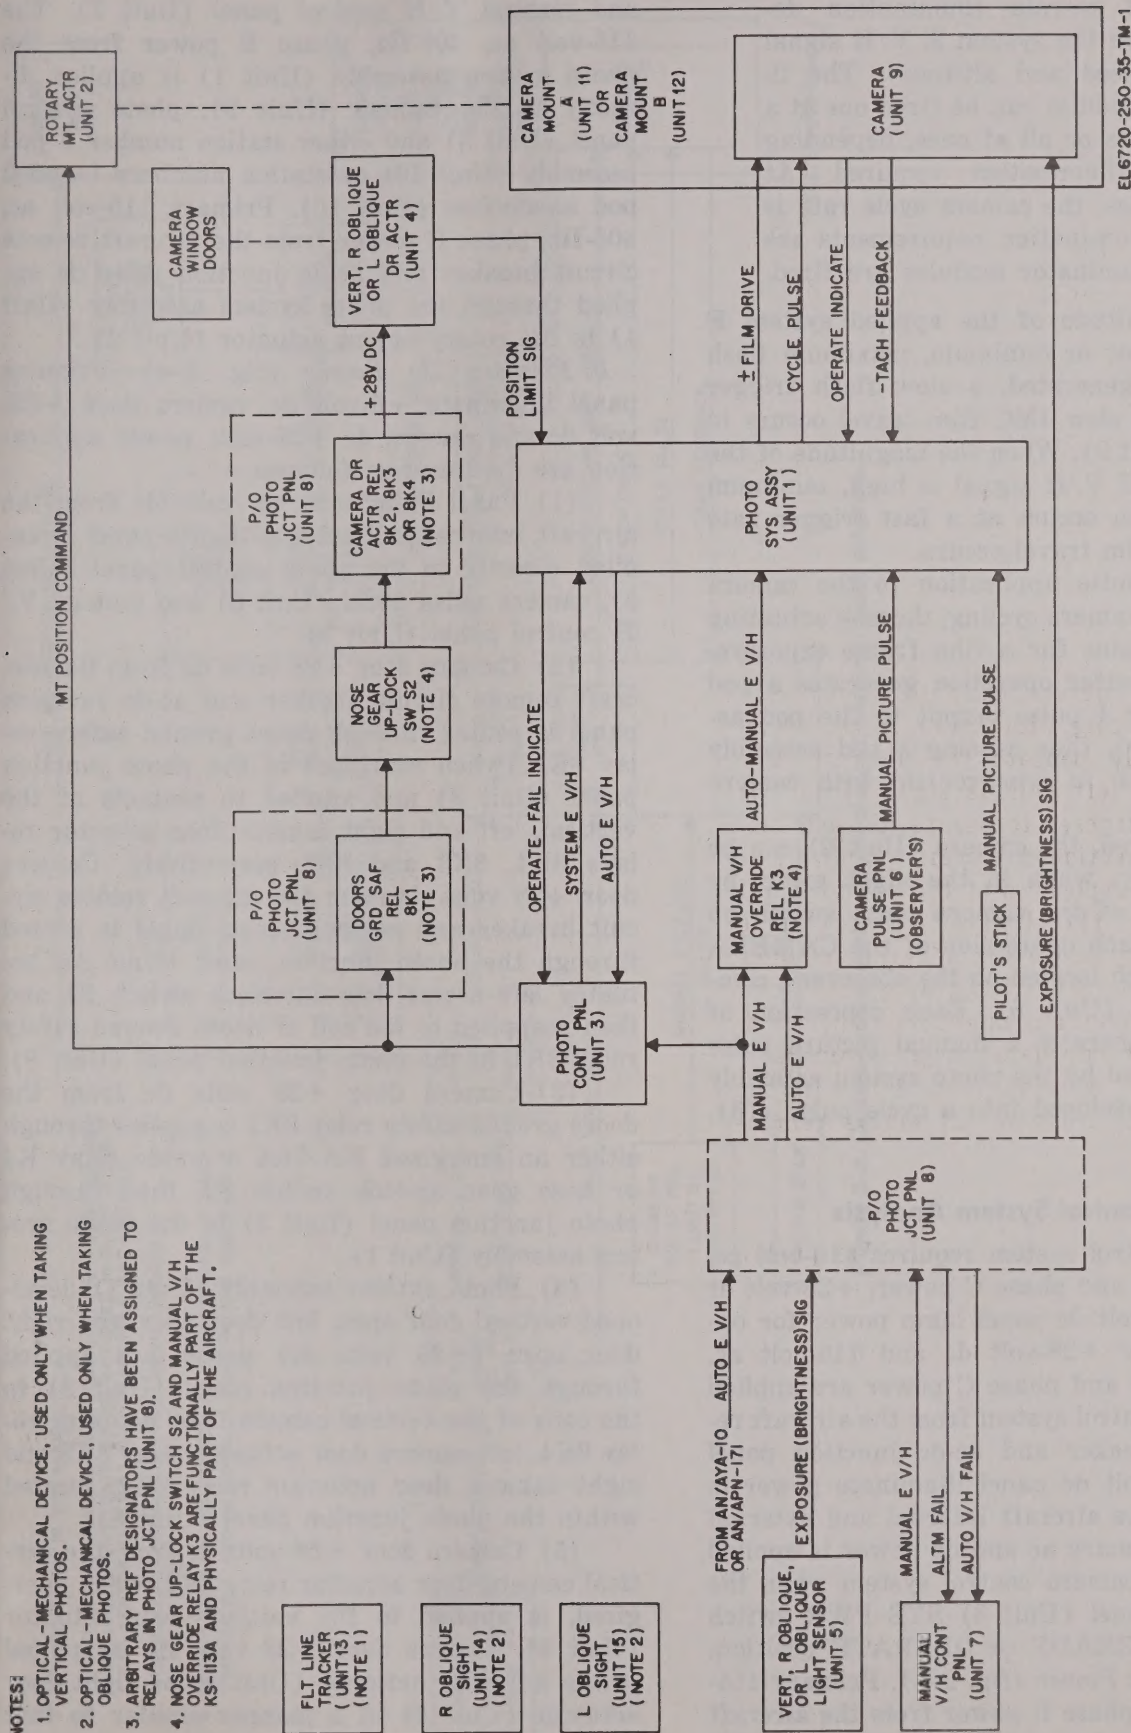 NOTES:
1. OPTICAL-MECHANICAL DEVICE, USED ONLY WHEN TAKING
VERTICAL PHOTOS.
2. OPTICAL-MECHANICAL DEVICE, USED ONLY WHEN TAKING
OBLIQUE PHOTOS.
3. ARBITRARY REF DESIGNATORS HAVE BEEN ASSIGNED TO
RELAYS IN PHOTO JCT PNL (UNIT 8).
4. NOSE GEAR UP-LOCK SWITCH S2 AND MANUAL V/H
OVERRIDE RELAY K3 ARE FUNCTIONALLY PART OF THE
KS-113A AND PHYSICALLY PART OF THE AIRCRAFT.
MT POSITION COMMAND
ROTARY
MT ACTR
(UNIT 2)
CAMERA
WINDOW
DOORS
P/O
PHOTO
JCT PNL
(UNIT 8)
DOORS
GRD SAF
REL
8K1
(NOTE 3)
NOSE
GEAR
UP-LOCK
SW S2
(NOTE 4)
P/O
PHOTO
JCT PNL
(UNIT 8)
CAMERA DR
ACTR REL
8K2, 8K3
OR 8K4
(NOTE 3)
+28V DC
VERT, R OBLIQUE
OR L OBLIQUE
DR ACTR
(UNIT 4)
POSITION
LIMIT SIG
CAMERA
MOUNT
A
(UNIT 11)
OR
CAMERA
MOUNT
B
(UNIT 12)
FLT LINE
TRACKER
(UNIT 13)
(NOTE 1)
R OBLIQUE
SIGHT
(UNIT 14)
(NOTE 2)
L OBLIQUE
SIGHT
(UNIT 15)
(NOTE 2)
PHOTO
CONT PNL
(UNIT 3)
OPERATE-FAIL INDICATE
SYSTEM E V/H
AUTO E V/H
PHOTO
SYS ASSY
(UNIT 1)
±FILM DRIVE
CYCLE PULSE
OPERATE INDICATE
-TACH FEEDBACK
CAMERA
(UNIT 9)
FROM AN/AYA-10
OR AN/APN-171
AUTO E V/H
EXPOSURE (BRIGHTNESS) SIG
VERT, R OBLIQUE,
OR L OBLIQUE
LIGHT SENSOR
(UNIT 5)
MANUAL E V/H
ALTM FAIL
AUTO V/H FAIL
MANUAL
V/H CONT
PNL
(UNIT 7)
P/O
PHOTO
JCT PNL
(UNIT 8)
MANUAL E V/H
AUTO E V/H
MANUAL V/H
OVERRIDE
REL K3
(NOTE 4)
AUTO-MANUAL E V/H
CAMERA
PULSE PNL
(UNIT 6)
(OBSERVER'S)
MANUAL PICTURE PULSE
PILOT'S STICK
MANUAL PICTURE PULSE
EXPOSURE (BRIGHTNESS) SIG
EL6720-250-35-TM-1